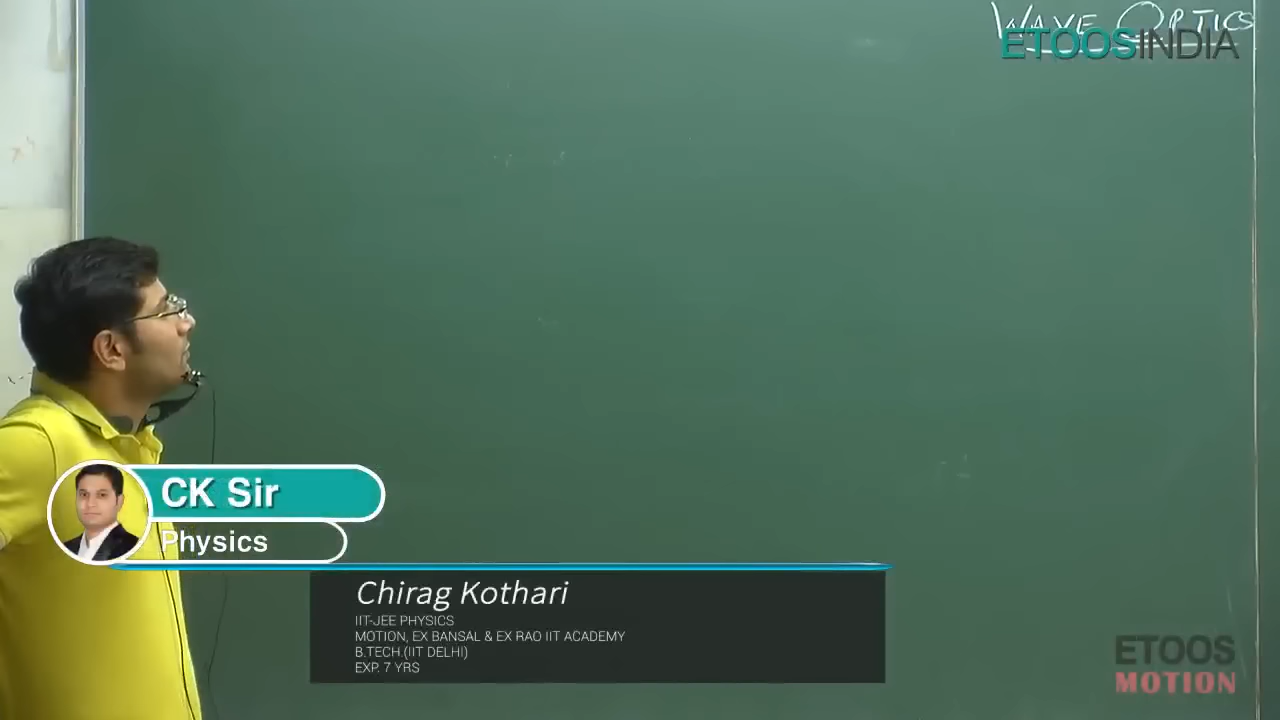 WAVE OPTICS
ETOOSINDIA
CK Sir
Physics
Chirag Kothari
IIT-JEE PHYSICS
MOTION, EX BANSAL & EX RAO IIT ACADEMY
B.TECH.(IIT DELHI)
EXP. 7 YRS
ETOOS
MOTION